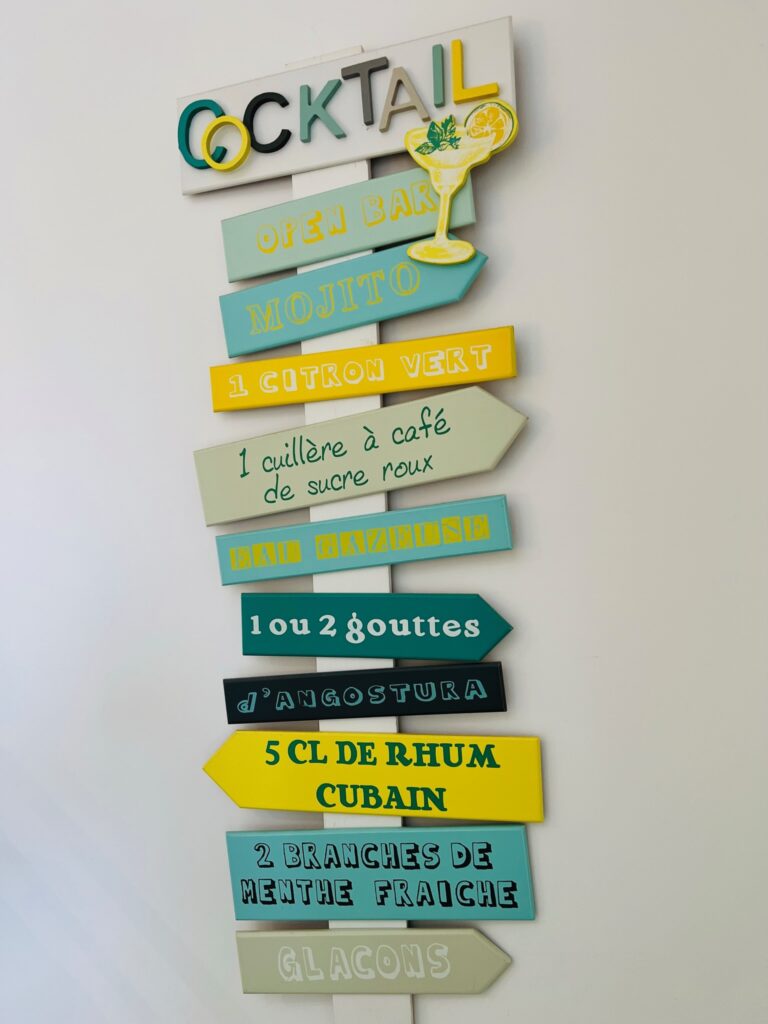 COCKTAIL
OPEN BAR
MOJITO
1 CITRON VERT
1 cuillère à café
de sucre roux
EAU GAZEUSE
1 ou 2 gouttes
d'ANGOSTURA
5 CL DE RHUM
CUBAIN
2 BRANCHES DE
MENTHE FRAICHE
GLACONS